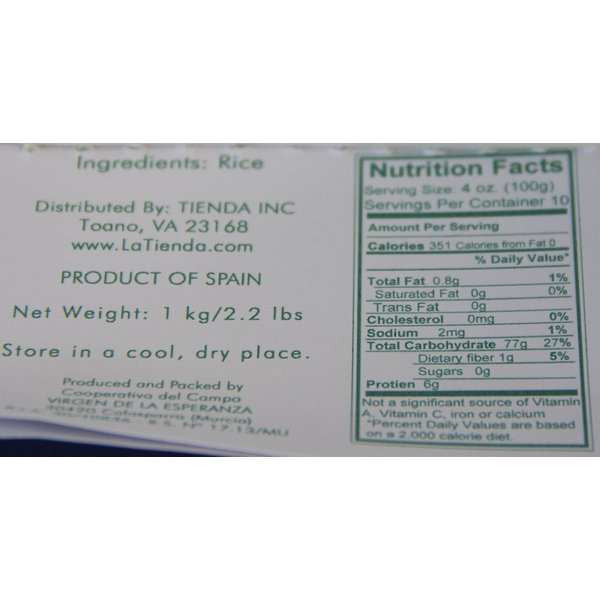 Ingredients: Rice
Distributed By: TIENDA INC
Toano, VA 23168
www.LaTienda.com
PRODUCT OF SPAIN
Net Weight: 1 kg/2.2 lbs
Store in a cool, dry place.
Produced and Packed by
Cooperativa del Campo
VIRGEN DE LA ESPERANZA
30420 Calasparra (Murcia)
R.S. Nº 17.13/MU
Nutrition Facts
Serving Size: 4 oz. (100g)
Servings Per Container 10
Amount Per Serving
Calories 351 Calories from Fat 0
% Daily Value*
Total Fat 0.8g 1%
Saturated Fat 0g 0%
Trans Fat 0g
Cholesterol 0mg 0%
Sodium 2mg 1%
Total Carbohydrate 77g 27%
Dietary fiber 1g 5%
Sugars 0g
Protien 6g
Not a significant source of Vitamin
A, Vitamin C, iron or calcium
*Percent Daily Values are based
on a 2,000 calorie diet.